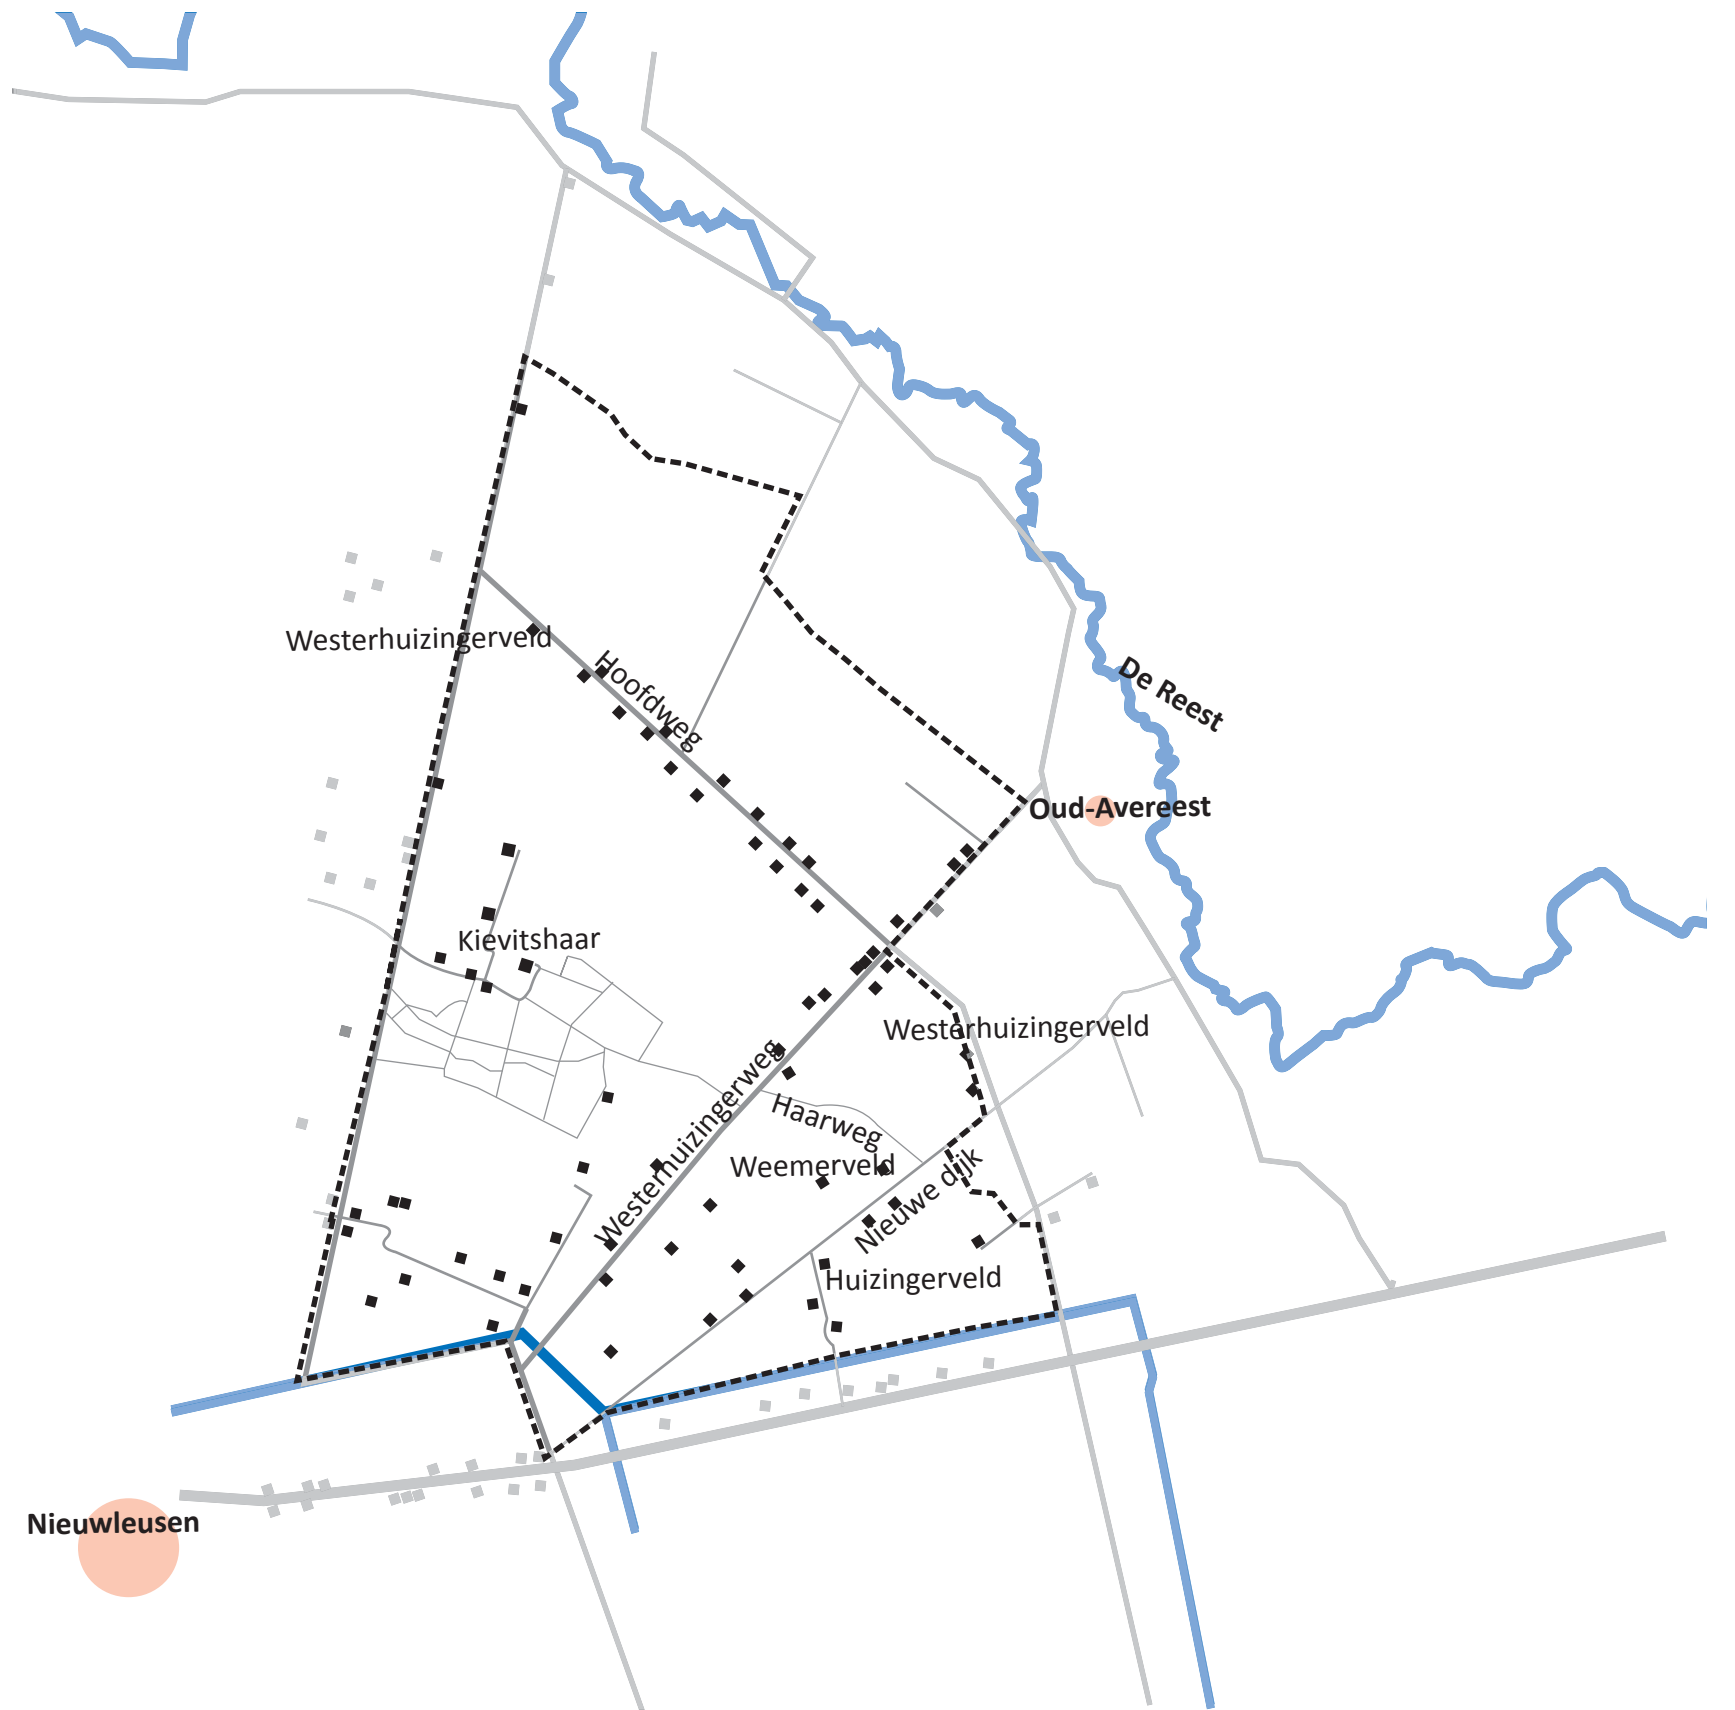 Westerhuizingerveld
Hoofdweg
De Reest
Oud-Avereest
Kievitshaar
Westerhuizingerveld
Westerhuizingerweg
Haarweg
Weemerveld
Nieuwe dijk
Huizingerveld
Nieuwleusen